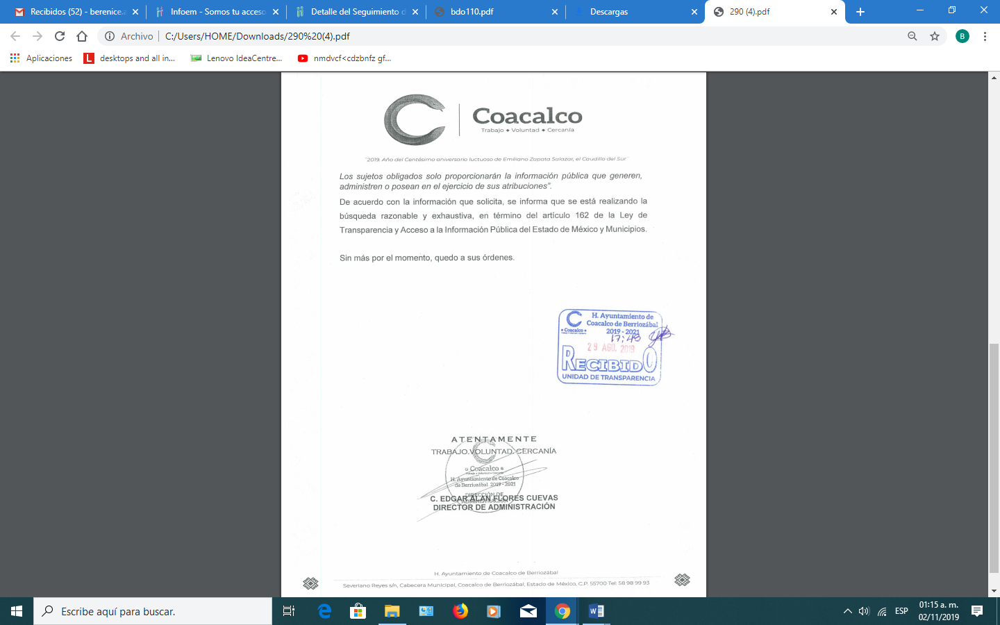 Recibidos (52) - berenice.a
Infoem - Somos tu acceso
Detalle del Seguimiento d
bdo110.pdf
Descargas
290 (4).pdf
Archivo
C:/Users/HOME/Downloads/290%20(4).pdf
B
Aplicaciones
desktops and all in...
Lenovo IdeaCentre...
nmdvcf<cdzbnfz gf...
Coacalco
Trabajo ♦ Voluntad ♦ Cercanía
"2019. Año del Centésimo aniversario luctuoso de Emiliano Zapata Salazar, el Caudillo del Sur"
Los sujetos obligados solo proporcionarán la información pública que generen,
administren o posean en el ejercicio de sus atribuciones".
De acuerdo con la información que solicita, se informa que se está realizando la
búsqueda razonable y exhaustiva, en término del artículo 162 de la Ley de
Transparencia y Acceso a la Información Pública del Estado de México y Municipios.
Sin más por el momento, quedo a sus órdenes.
H. Ayuntamiento de
Coacalco de Berriozábal
Coacalco
2019 - 2021
17:48
29 AGO. 2019
RECIBIDO
UNIDAD DE TRANSPARENCIA
ATENTAMENTE
TRABAJO.VOLUNTAD. CERCANÍA
Coacalco
Trabajo ♦ Voluntad ♦ Cercanía
H. Ayuntamiento de Coacalco
de Berriozábal 2019 - 2021
DIRECCIÓN DE
ADMINISTRACIÓN
C. EDGAR ALAN FLORES CUEVAS
DIRECTOR DE ADMINISTRACIÓN
H. Ayuntamiento de Coacalco de Berriozábal
Severiano Reyes s/n, Cabecera Municipal, Coacalco de Berriozábal, Estado de México, C.P. 55700 Tel: 58 98 99 93
Escribe aquí para buscar.
ESP
01:15 a. m.
02/11/2019